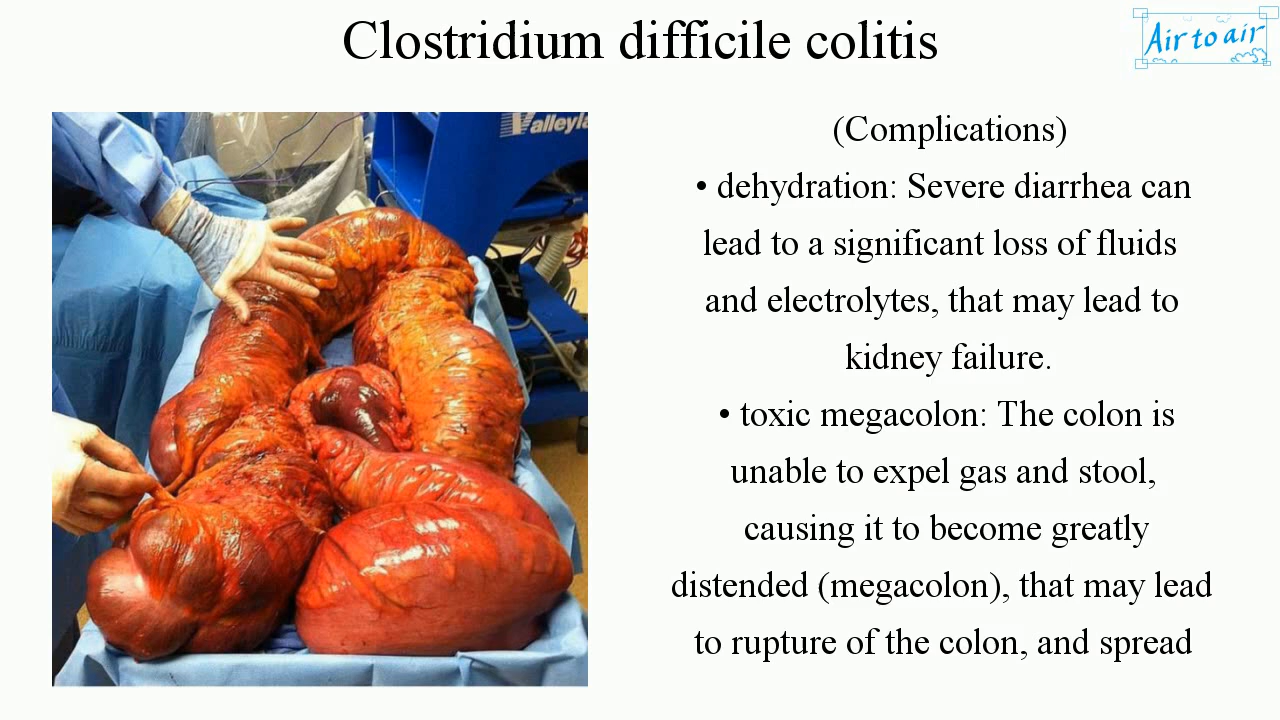 Clostridium difficile colitis
Air to air
Valleyla
(Complications)
• dehydration: Severe diarrhea can
lead to a significant loss of fluids
and electrolytes, that may lead to
kidney failure.
• toxic megacolon: The colon is
unable to expel gas and stool,
causing it to become greatly
distended (megacolon), that may lead
to rupture of the colon, and spread